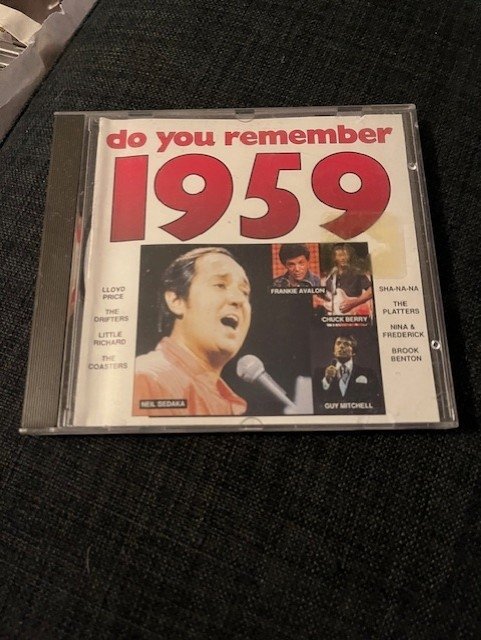 do you remember
1959
LLOYD
PRICE
THE
DRIFTERS
LITTLE
RICHARD
THE
COASTERS
NEIL SEDAKA
FRANKIE AVALON
CHUCK BERRY
GUY MITCHELL
SHA-NA-NA
THE
PLATTERS
NINA &
FREDERICK
BROOK
BENTON